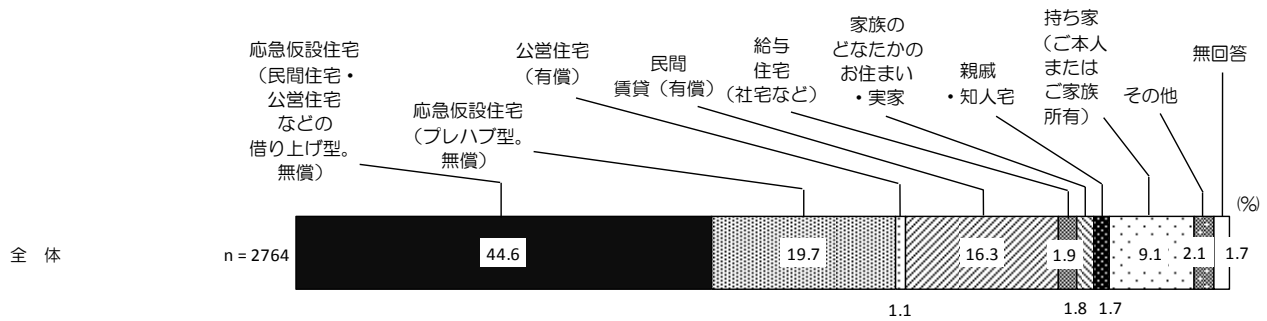 応急仮設住宅
（民間住宅・
公営住宅
などの
借り上げ型。
無償）
応急仮設住宅
（プレハブ型。
無償）
公営住宅
（有償）
民間
賃貸（有償）
給与
住宅
（社宅など）
家族の
どなたかの
お住まい
・実家
親戚
・知人宅
持ち家
（ご本人
または
ご家族
所有）
その他
無回答
(%)
全　体
n = 2764
44.6
19.7
1.1
16.3
1.9
1.8
1.7
9.1
2.1
1.7